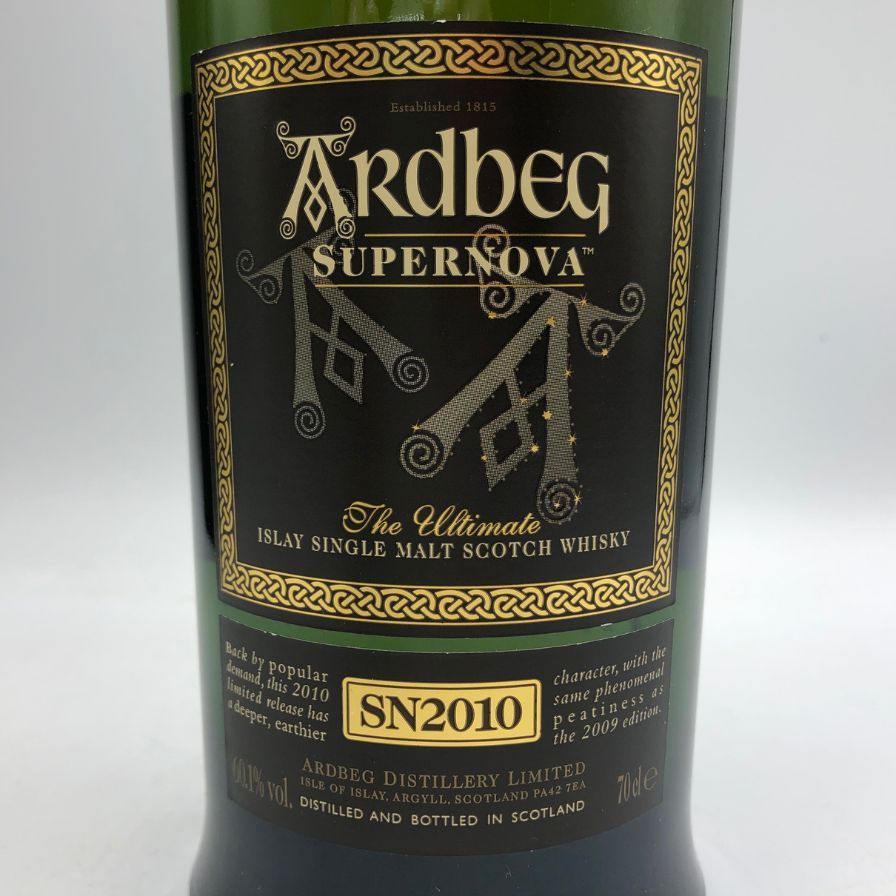 Established 1815
ARDBEG
SUPERNOVA™
The Ultimate
ISLAY SINGLE MALT SCOTCH WHISKY
Back by popular
demand, this 2010
limited release has
a deeper, earthier
SN2010
character, with the
same phenomenal
peatiness as
the 2009 edition.
60.1% vol.
ARDBEG DISTILLERY LIMITED
ISLE OF ISLAY, ARGYLL, SCOTLAND PA42 7EA
DISTILLED AND BOTTLED IN SCOTLAND
70 cl e